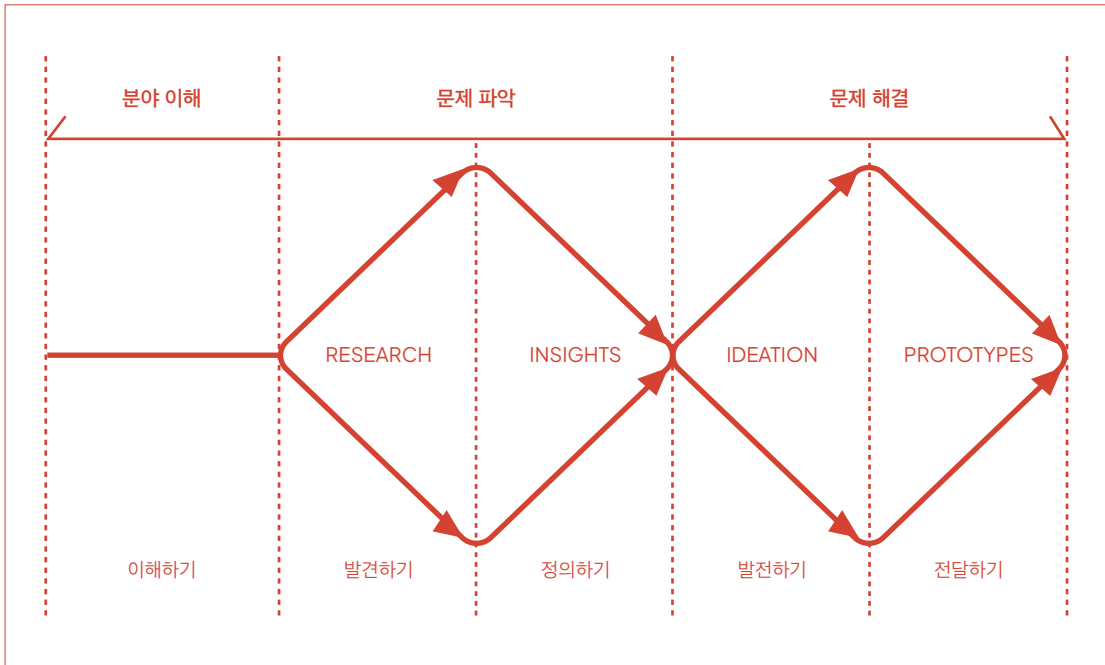 분야 이해
문제 파악
문제 해결
RESEARCH
INSIGHTS
IDEATION
PROTOTYPES
이해하기
발견하기
정의하기
발전하기
전달하기